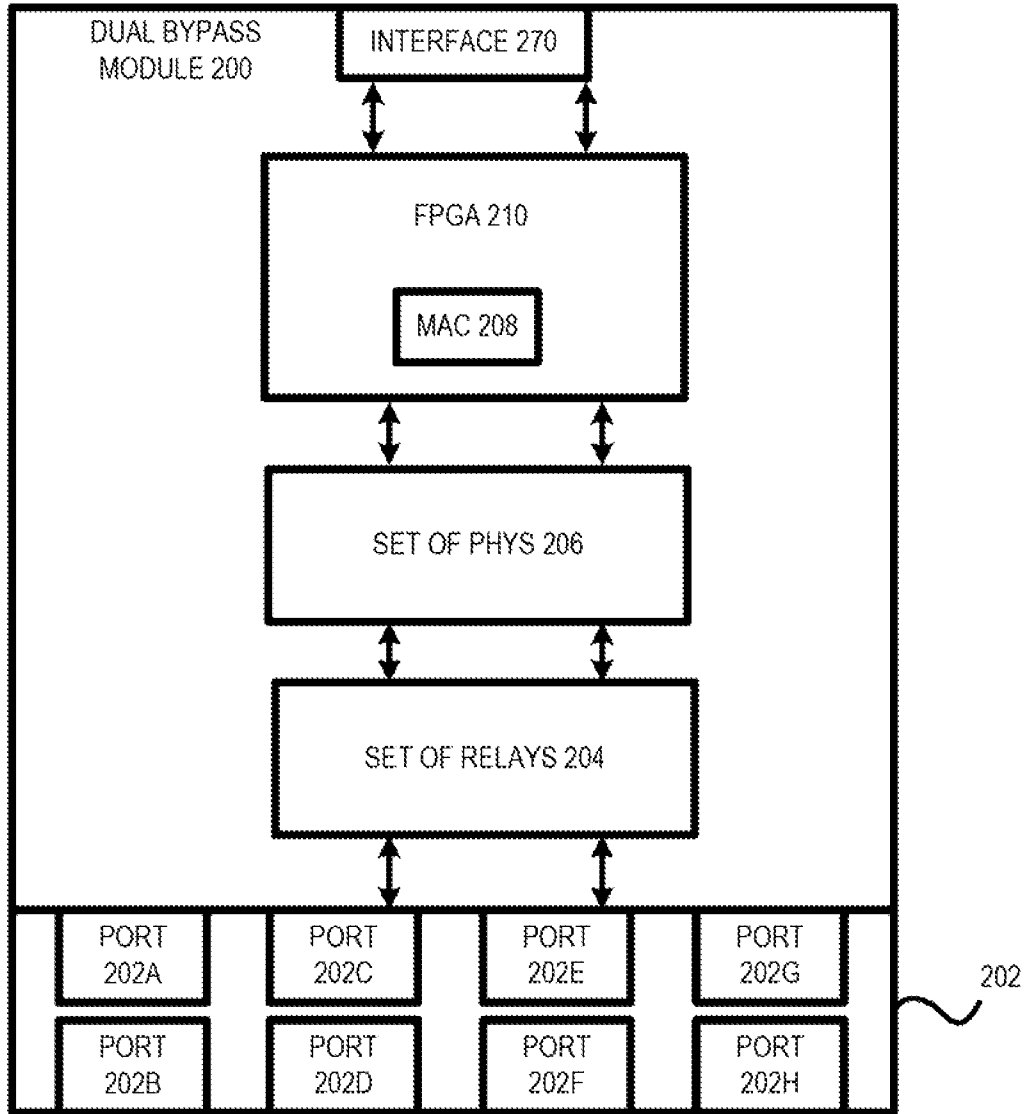 DUAL BYPASS
MODULE 200
INTERFACE 270
FPGA 210
MAC 208
SET OF PHYS 206
SET OF RELAYS 204
PORT
202A
PORT
202C
PORT
202E
PORT
202G
202
PORT
202B
PORT
202D
PORT
202F
PORT
202H